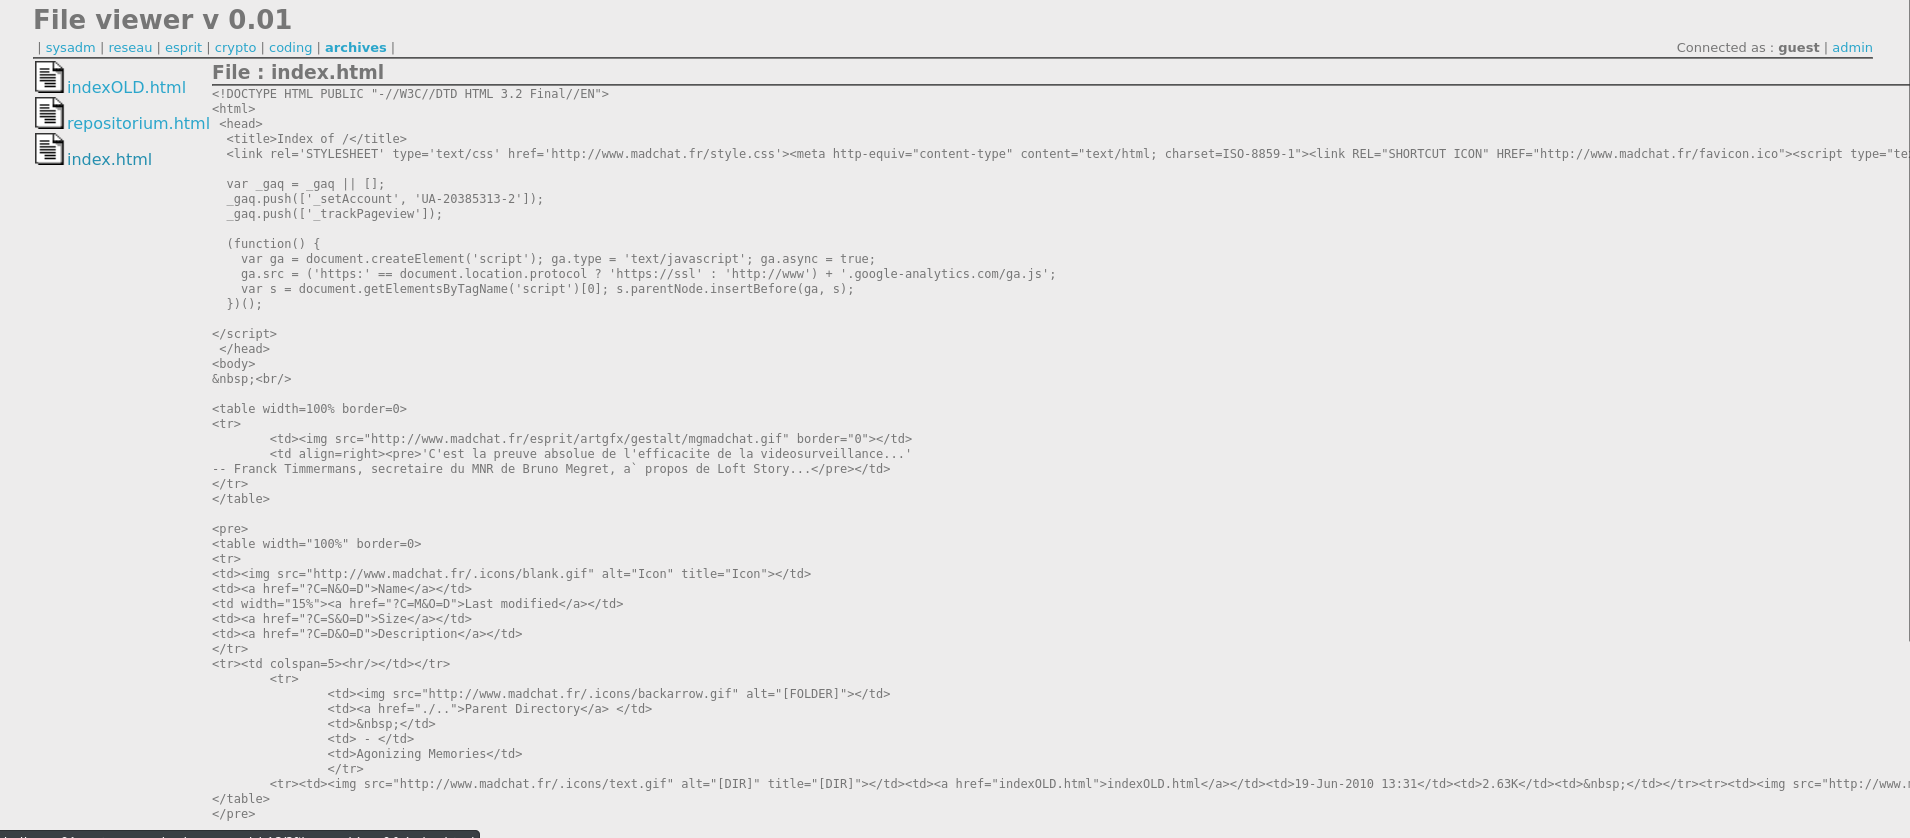 File viewer v 0.01
| sysadm | reseau | esprit | crypto | coding | archives |
Connected as : guest | admin
indexOLD.html
repositorium.html
index.html
File : index.html
<!DOCTYPE HTML PUBLIC "-//W3C//DTD HTML 3.2 Final//EN">
<html>
<head>
<title>Index of /</title>
<link rel='STYLESHEET' type='text/css' href='http://www.madchat.fr/style.css'><meta http-equiv="content-type" content="text/html; charset=ISO-8859-1"><link REL="SHORTCUT ICON" HREF="http://www.madchat.fr/favicon.ico"><script type="te
var _gaq = _gaq || [];
_gaq.push(['_setAccount', 'UA-20385313-2']);
_gaq.push(['_trackPageview']);
(function() {
var ga = document.createElement('script'); ga.type = 'text/javascript'; ga.async = true;
ga.src = ('https:' == document.location.protocol ? 'https://ssl' : 'http://www') + '.google-analytics.com/ga.js';
var s = document.getElementsByTagName('script')[0]; s.parentNode.insertBefore(ga, s);
})();
</script>
</head>
<body>
&nbsp;<br/>
<table width=100% border=0>
<tr>
<td><img src="http://www.madchat.fr/esprit/artgfx/gestalt/mgmadchat.gif" border="0"></td>
<td align=right><pre>'C'est la preuve absolue de l'efficacite de la videosurveillance...'
-- Franck Timmermans, secretaire du MNR de Bruno Megret, a` propos de Loft Story...</pre></td>
</tr>
</table>
<pre>
<table width="100%" border=0>
<tr>
<td><img src="http://www.madchat.fr/.icons/blank.gif" alt="Icon" title="Icon"></td>
<td><a href="?C=N&O=D">Name</a></td>
<td width="15%"><a href="?C=M&O=D">Last modified</a></td>
<td><a href="?C=S&O=D">Size</a></td>
<td><a href="?C=D&O=D">Description</a></td>
</tr>
<tr><td colspan=5><hr/></td></tr>
<tr>
<td><img src="http://www.madchat.fr/.icons/backarrow.gif" alt="[FOLDER]"></td>
<td><a href="./..">Parent Directory</a> </td>
<td>&nbsp;</td>
<td> - </td>
<td>Agonizing Memories</td>
</tr>
<tr><td><img src="http://www.madchat.fr/.icons/text.gif" alt="[DIR]" title="[DIR]"></td><td><a href="indexOLD.html">indexOLD.html</a></td><td>19-Jun-2010 13:31</td><td>2.63K</td><td>&nbsp;</td></tr><tr><td><img src="http://www.
</table>
</pre>